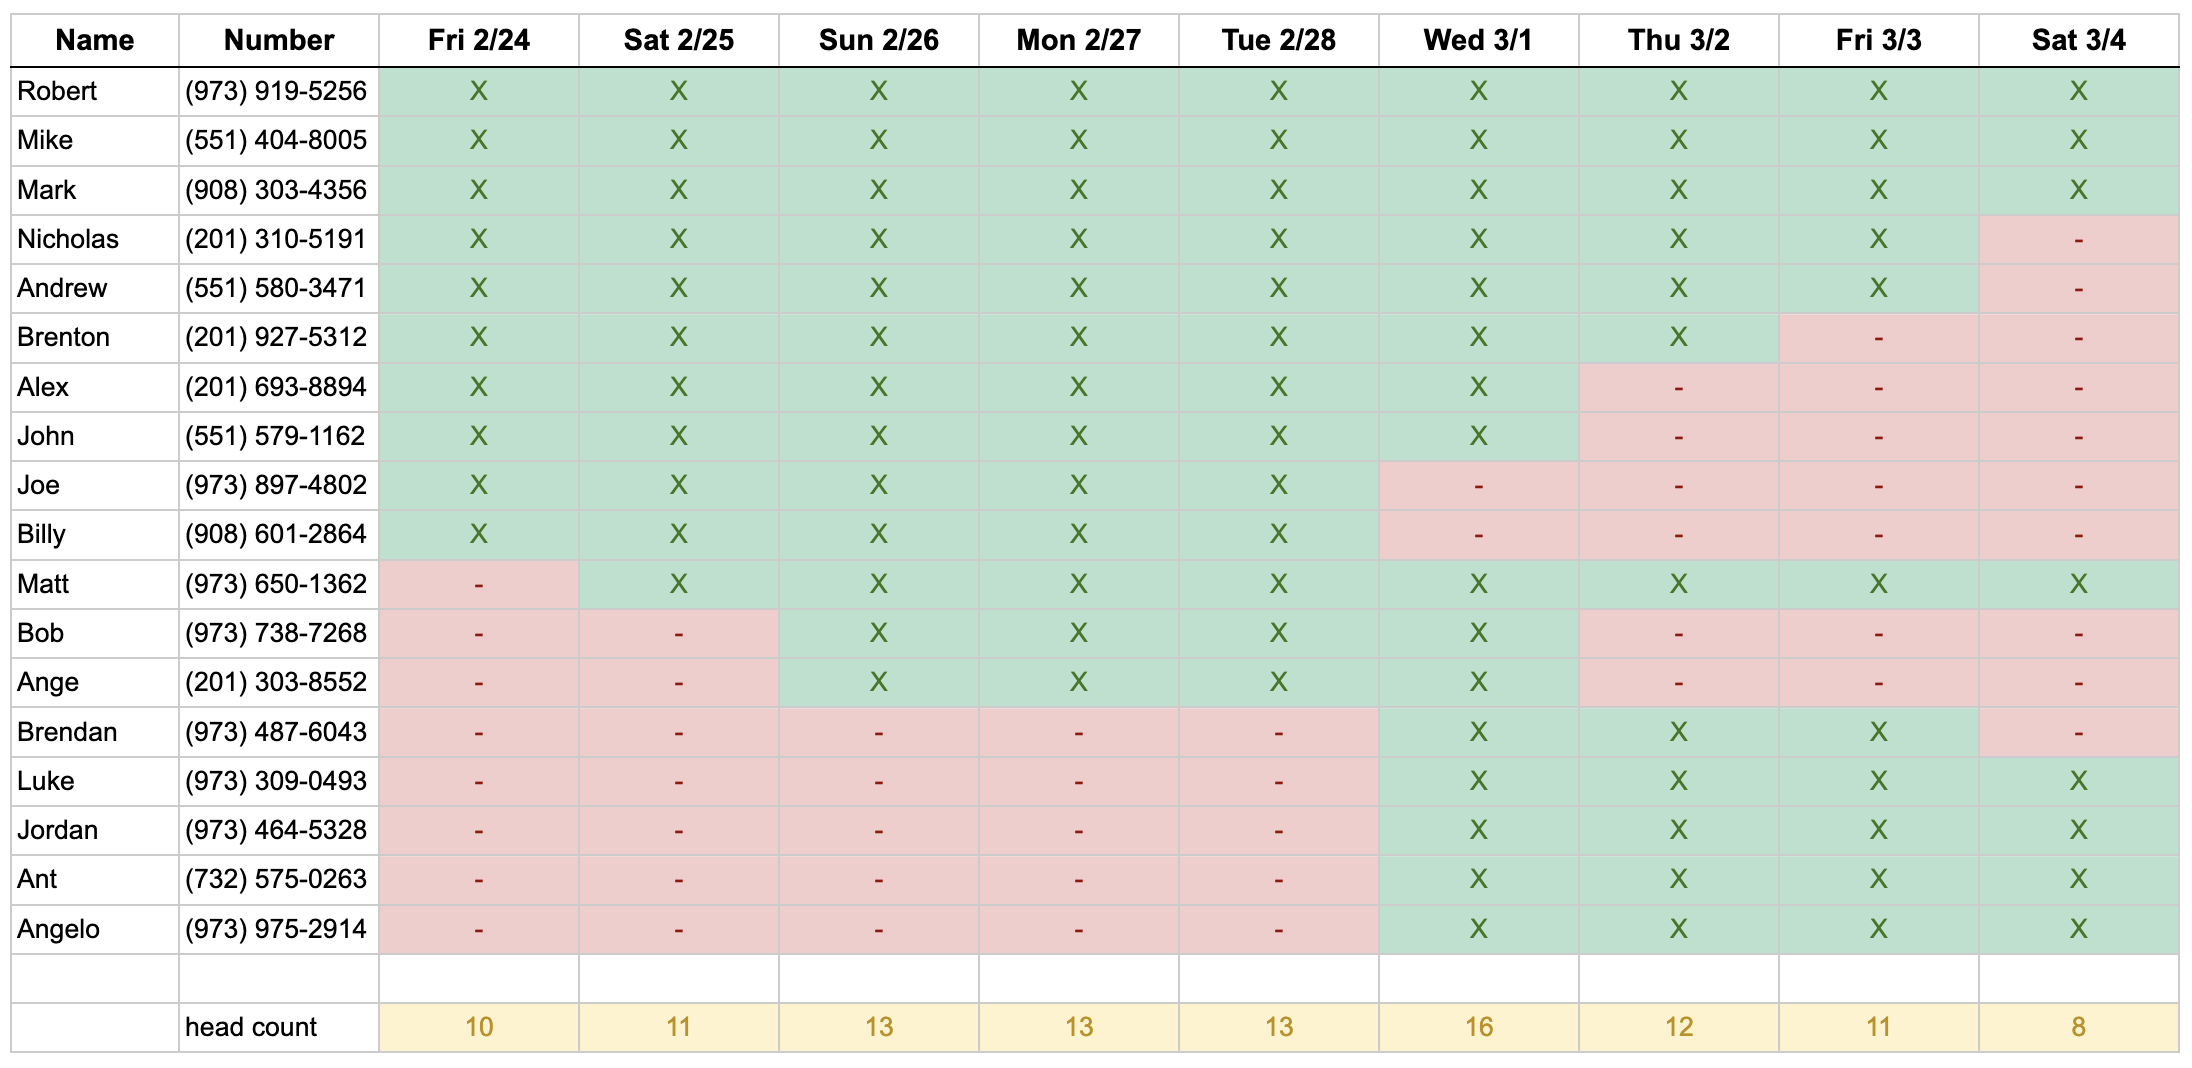 Name Number Fri 2/24 Sat 2/25 Sun 2/26 Mon 2/27 Tue 2/28 Wed 3/1 Thu 3/2 Fri 3/3 Sat 3/4
Robert (973) 919-5256 X X X X X X X X X
Mike (551) 404-8005 X X X X X X X X X
Mark (908) 303-4356 X X X X X X X X X
Nicholas (201) 310-5191 X X X X X X X X -
Andrew (551) 580-3471 X X X X X X X X -
Brenton (201) 927-5312 X X X X X X X - -
Alex (201) 693-8894 X X X X X X - - -
John (551) 579-1162 X X X X X X - - -
Joe (973) 897-4802 X X X X X - - - -
Billy (908) 601-2864 X X X X X - - - -
Matt (973) 650-1362 - X X X X X X X X
Bob (973) 738-7268 - - X X X X - - -
Ange (201) 303-8552 - - X X X X - - -
Brendan (973) 487-6043 - - - - - X X X -
Luke (973) 309-0493 - - - - - X X X X
Jordan (973) 464-5328 - - - - - X X X X
Ant (732) 575-0263 - - - - - X X X X
Angelo (973) 975-2914 - - - - - X X X X
head count 10 11 13 13 13 16 12 11 8